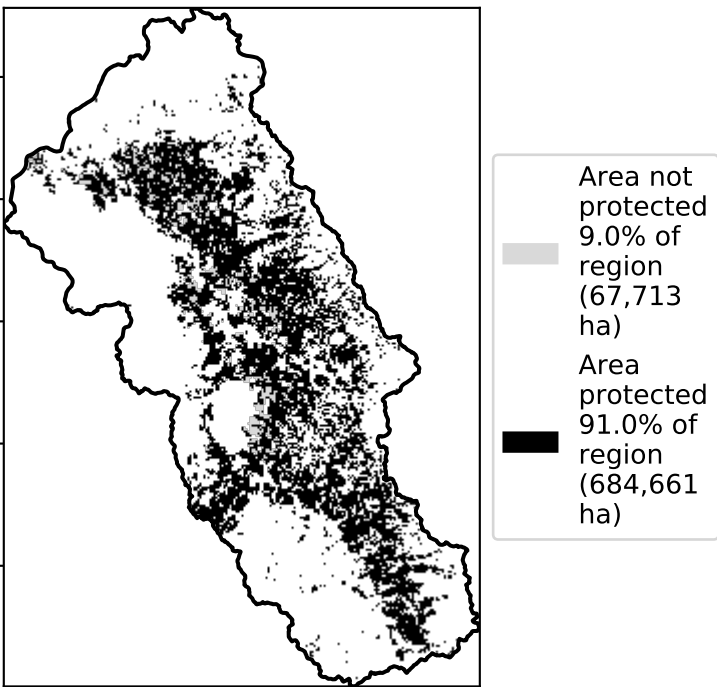 Area not
protected
9.0% of
region
(67,713
ha)
Area
protected
91.0% of
region
(684,661
ha)